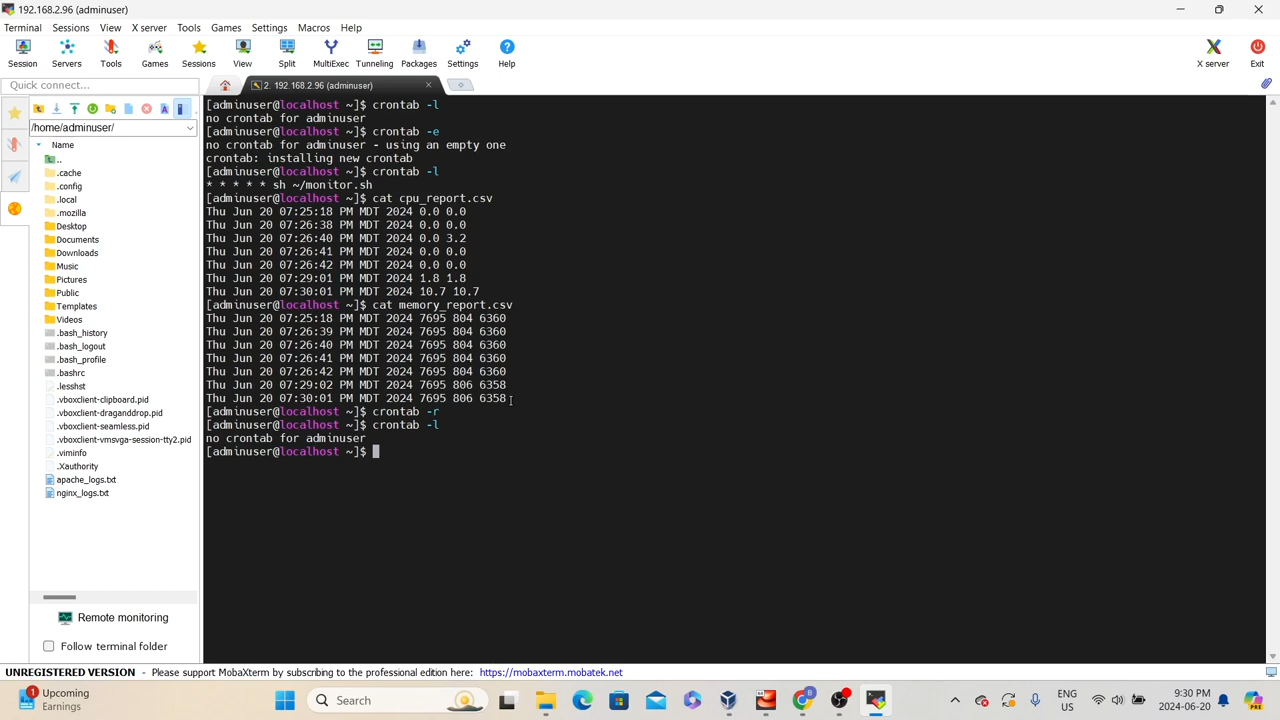 192.168.2.96 (adminuser)
Terminal Sessions View X server Tools Games Settings Macros Help
Session Servers Tools Games Sessions View Split MultiExec Tunneling Packages Settings Help X server Exit
Quick connect...
2. 192.168.2.96 (adminuser)
/home/adminuser/
Name
..
.cache
.config
.local
.mozilla
Desktop
Documents
Downloads
Music
Pictures
Public
Templates
Videos
.bash_history
.bash_logout
.bash_profile
.bashrc
.lesshst
.vboxclient-clipboard.pid
.vboxclient-draganddrop.pid
.vboxclient-seamless.pid
.vboxclient-vmsvga-session-tty2.pid
.viminfo
.Xauthority
apache_logs.txt
nginx_logs.txt
Remote monitoring
Follow terminal folder
[adminuser@localhost ~]$ crontab -l
no crontab for adminuser
[adminuser@localhost ~]$ crontab -e
no crontab for adminuser - using an empty one
crontab: installing new crontab
[adminuser@localhost ~]$ crontab -l
* * * * * sh ~/monitor.sh
[adminuser@localhost ~]$ cat cpu_report.csv
Thu Jun 20 07:25:18 PM MDT 2024 0.0 0.0
Thu Jun 20 07:26:38 PM MDT 2024 0.0 0.0
Thu Jun 20 07:26:40 PM MDT 2024 0.0 3.2
Thu Jun 20 07:26:41 PM MDT 2024 0.0 0.0
Thu Jun 20 07:26:42 PM MDT 2024 0.0 0.0
Thu Jun 20 07:29:01 PM MDT 2024 1.8 1.8
Thu Jun 20 07:30:01 PM MDT 2024 10.7 10.7
[adminuser@localhost ~]$ cat memory_report.csv
Thu Jun 20 07:25:18 PM MDT 2024 7695 804 6360
Thu Jun 20 07:26:39 PM MDT 2024 7695 804 6360
Thu Jun 20 07:26:40 PM MDT 2024 7695 804 6360
Thu Jun 20 07:26:41 PM MDT 2024 7695 804 6360
Thu Jun 20 07:26:42 PM MDT 2024 7695 804 6360
Thu Jun 20 07:29:02 PM MDT 2024 7695 806 6358
Thu Jun 20 07:30:01 PM MDT 2024 7695 806 6358
[adminuser@localhost ~]$ crontab -r
[adminuser@localhost ~]$ crontab -l
no crontab for adminuser
[adminuser@localhost ~]$
UNREGISTERED VERSION - Please support MobaXterm by subscribing to the professional edition here: https://mobaxterm.mobatek.net
1 Upcoming
Earnings
Search
ENG
US
9:30 PM
2024-06-20
PRE